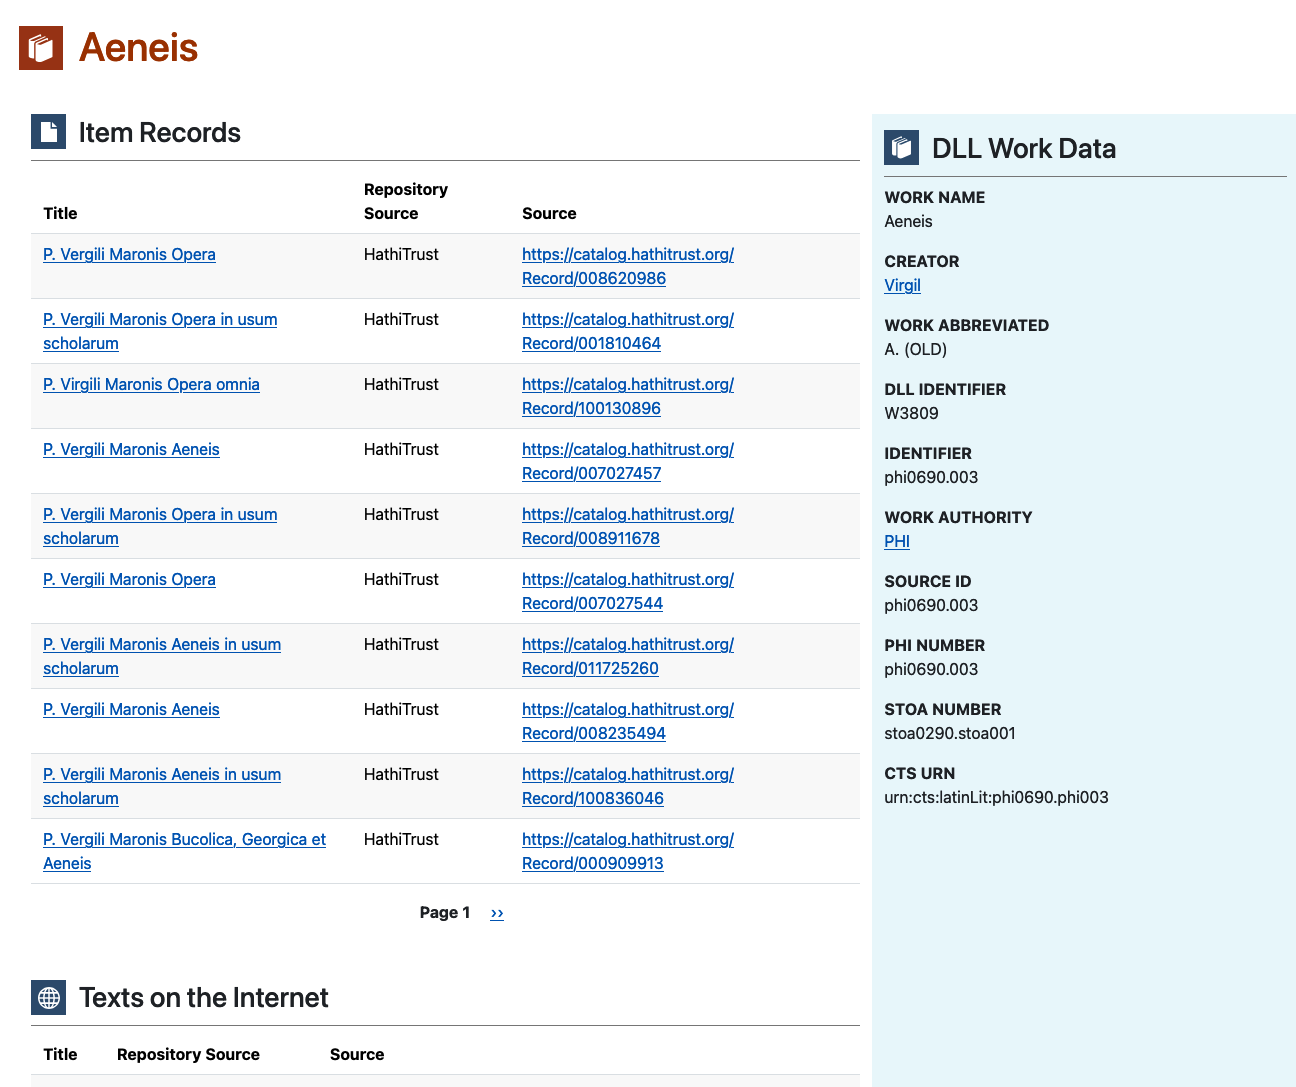 Aeneis
Item Records
Title
Repository
Source
Source
P. Vergili Maronis Opera
HathiTrust
https://catalog.hathitrust.org/
Record/008620986
P. Vergili Maronis Opera in usum
scholarum
HathiTrust
https://catalog.hathitrust.org/
Record/001810464
P. Virgili Maronis Opera omnia
HathiTrust
https://catalog.hathitrust.org/
Record/100130896
P. Vergili Maronis Aeneis
HathiTrust
https://catalog.hathitrust.org/
Record/007027457
P. Vergili Maronis Opera in usum
scholarum
HathiTrust
https://catalog.hathitrust.org/
Record/008911678
P. Vergili Maronis Opera
HathiTrust
https://catalog.hathitrust.org/
Record/007027544
P. Vergili Maronis Aeneis in usum
scholarum
HathiTrust
https://catalog.hathitrust.org/
Record/011725260
P. Vergili Maronis Aeneis
HathiTrust
https://catalog.hathitrust.org/
Record/008235494
P. Vergili Maronis Aeneis in usum
scholarum
HathiTrust
https://catalog.hathitrust.org/
Record/100836046
P. Vergili Maronis Bucolica, Georgica et
Aeneis
HathiTrust
https://catalog.hathitrust.org/
Record/000909913
Page 1 ››
Texts on the Internet
Title Repository Source Source
DLL Work Data
WORK NAME
Aeneis
CREATOR
Virgil
WORK ABBREVIATED
A. (OLD)
DLL IDENTIFIER
W3809
IDENTIFIER
phi0690.003
WORK AUTHORITY
PHI
SOURCE ID
phi0690.003
PHI NUMBER
phi0690.003
STOA NUMBER
stoa0290.stoa001
CTS URN
urn:cts:latinLit:phi0690.phi003